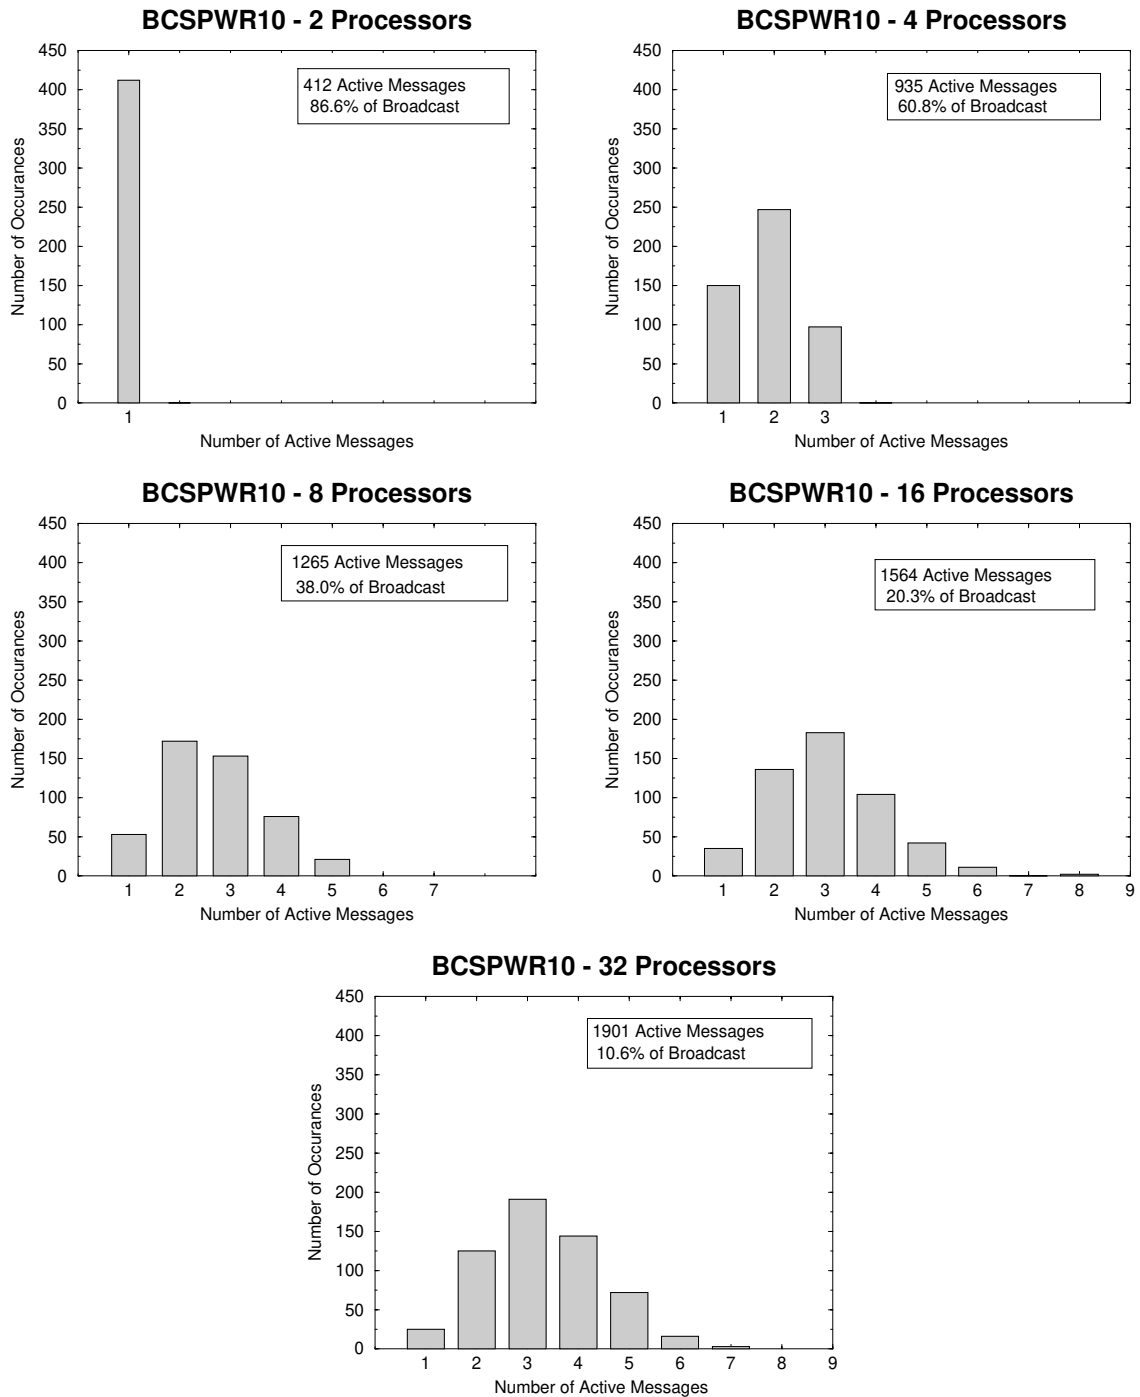 BCSPWR10 - 2 Processors
450
400
350
300
250
200
150
100
50
0
Number of Occurances
412 Active Messages
86.6% of Broadcast
1
Number of Active Messages
BCSPWR10 - 4 Processors
450
400
350
300
250
200
150
100
50
0
Number of Occurances
935 Active Messages
60.8% of Broadcast
1 2 3
Number of Active Messages
BCSPWR10 - 8 Processors
450
400
350
300
250
200
150
100
50
0
Number of Occurances
1265 Active Messages
38.0% of Broadcast
1 2 3 4 5 6 7
Number of Active Messages
BCSPWR10 - 16 Processors
450
400
350
300
250
200
150
100
50
0
Number of Occurances
1564 Active Messages
20.3% of Broadcast
1 2 3 4 5 6 7 8 9
Number of Active Messages
BCSPWR10 - 32 Processors
450
400
350
300
250
200
150
100
50
0
Number of Occurances
1901 Active Messages
10.6% of Broadcast
1 2 3 4 5 6 7 8 9
Number of Active Messages